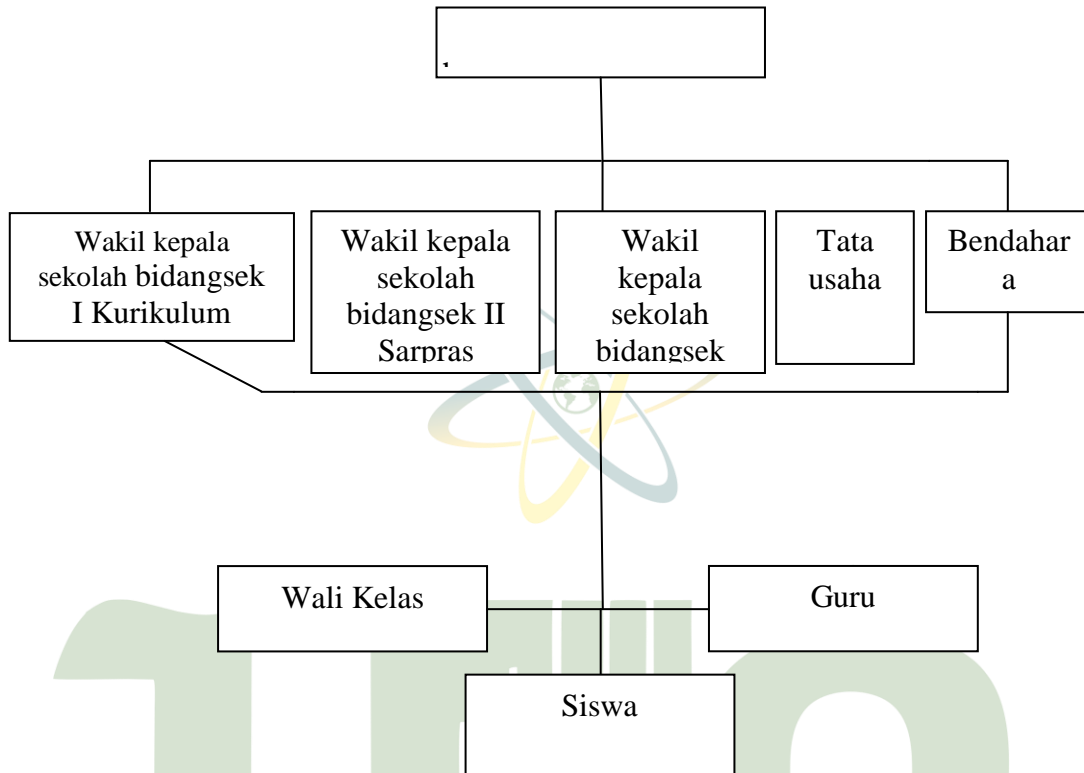 Wakil kepala
sekolah bidangsek
I Kurikulum
Wakil kepala
sekolah
bidangsek II
Sarpras
Wakil
kepala
sekolah
bidangsek
Tata
usaha
Bendahar
a
Wali Kelas
Guru
Siswa